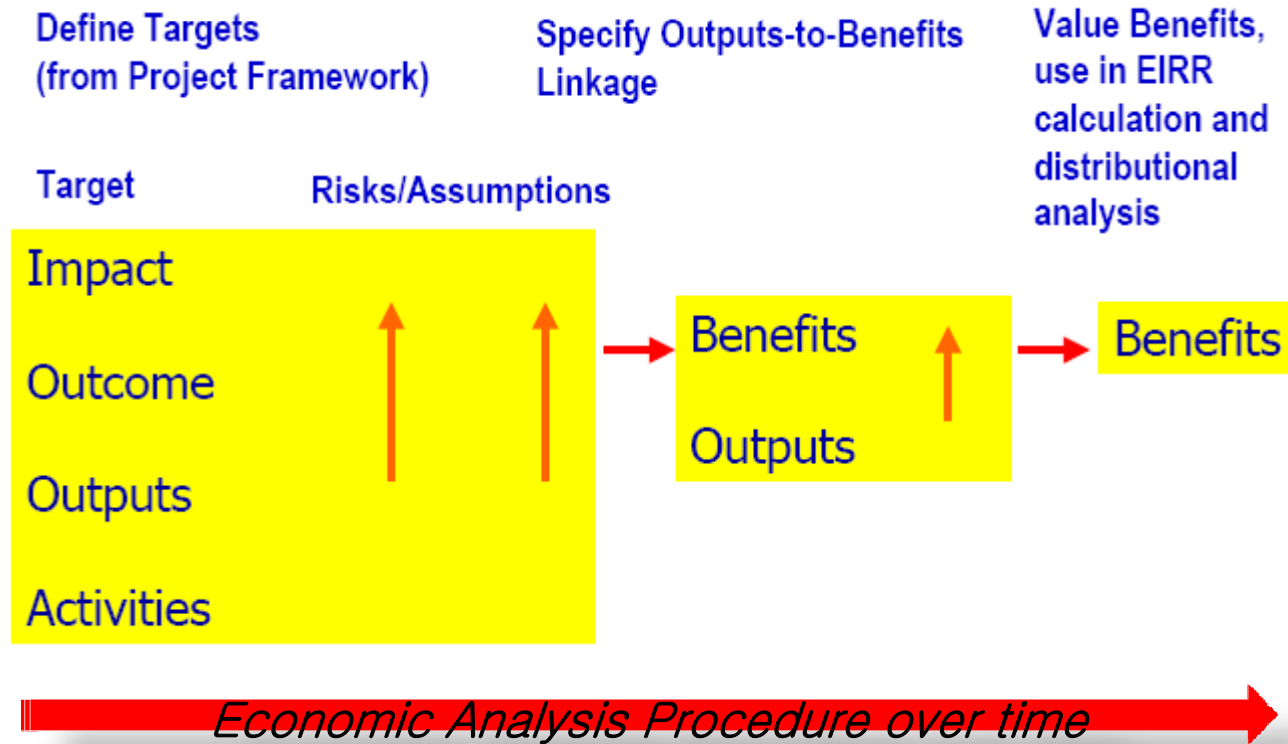 Define Targets
(from Project Framework)
Specify Outputs-to-Benefits
Linkage
Value Benefits,
use in EIRR
calculation and
distributional
analysis
Target
Risks/Assumptions
Impact
Outcome
Outputs
Activities
Benefits
Outputs
Benefits
Economic Analysis Procedure over time